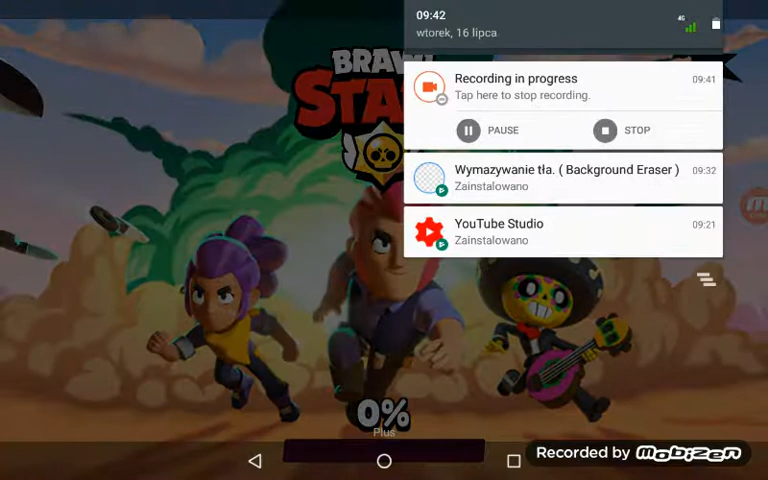 09:42
wtorek, 16 lipca
4G
BRAWL
STA
Recording in progress
09:41
Tap here to stop recording.
PAUSE
STOP
Wymazywanie tła. ( Background Eraser )
09:32
Zainstalowano
YouTube Studio
09:21
Zainstalowano
0%
Plus
Recorded by Mobizen